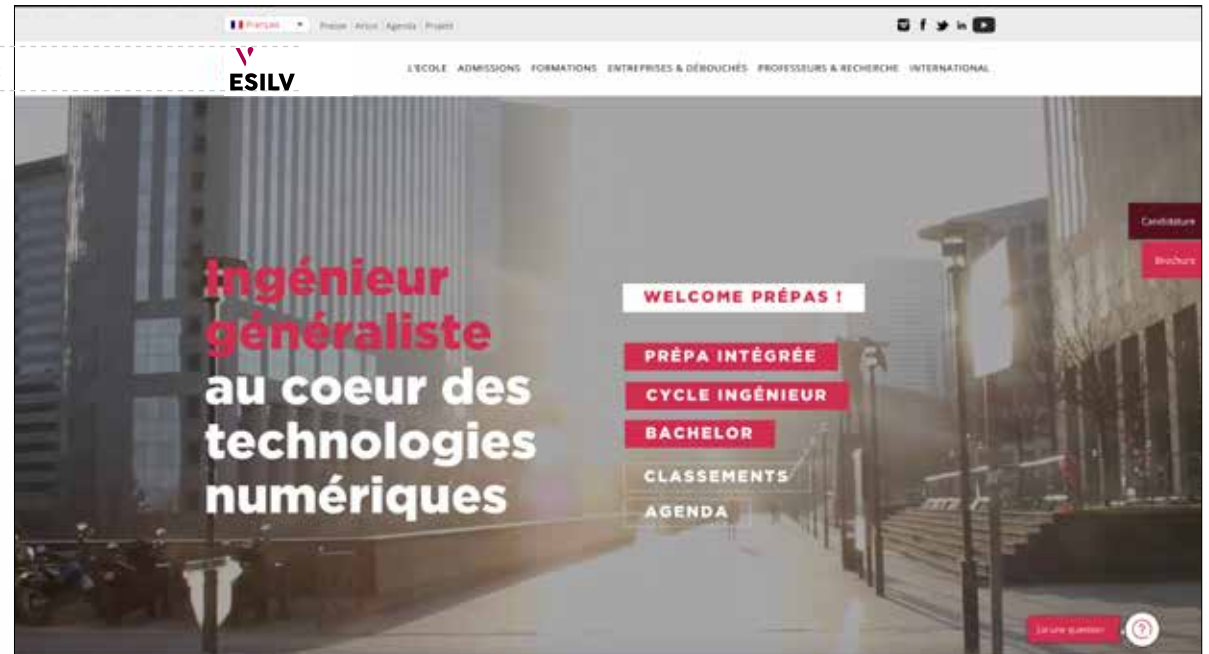 Français
Presse Actus Agenda Projets
in
ESILV
L'ECOLE ADMISSIONS FORMATIONS ENTREPRISES & DÉBOUCHÉS PROFESSEURS & RECHERCHE INTERNATIONAL
Candidature
Brochure
Ingénieur
généraliste
au coeur des
technologies
numériques
WELCOME PRÉPAS !
PRÉPA INTÉGRÉE
CYCLE INGÉNIEUR
BACHELOR
CLASSEMENTS
AGENDA
une question